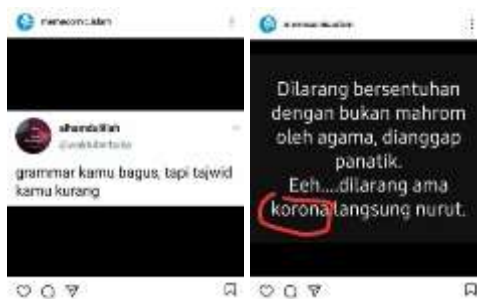 alhamdulillah
grammar kamu bagus, tapi tajwid
kamu kurang
Dilarang bersentuhan
dengan bukan mahrom
oleh agama, dianggap
panatik.
Eeh....dilarang ama
korona langsung nurut.